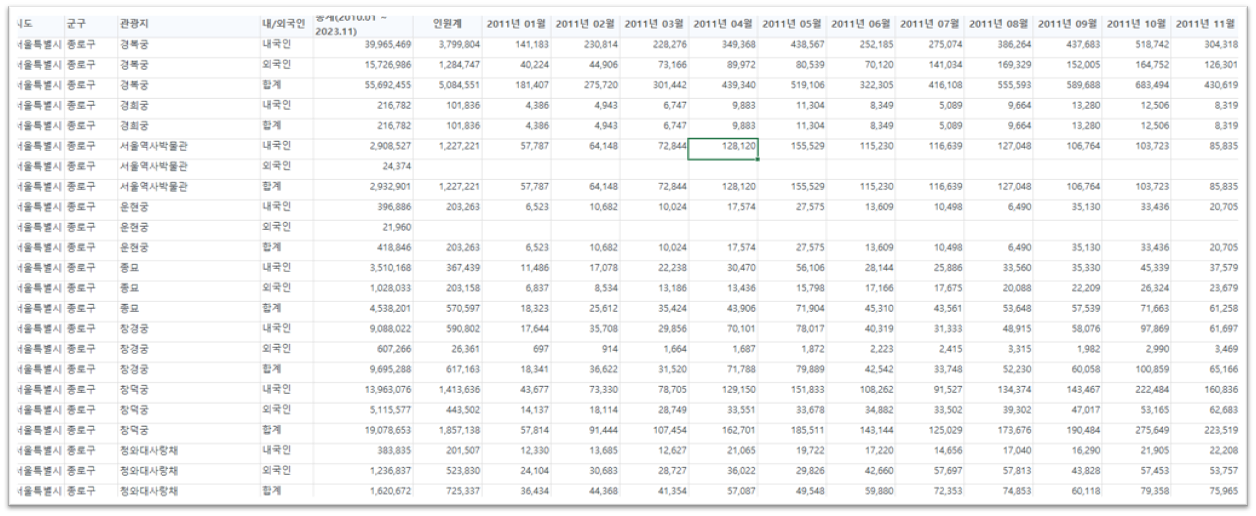 시도 군구 관광지 내/외국인 총계(2010.01 ~ 2023.11) 인원계 2011년 01월 2011년 02월 2011년 03월 2011년 04월 2011년 05월 2011년 06월 2011년 07월 2011년 08월 2011년 09월 2011년 10월 2011년 11월
서울특별시 종로구 경복궁 내국인 39,965,469 3,799,804 141,183 230,814 228,276 349,368 438,567 252,185 275,074 386,264 437,683 518,742 304,318
서울특별시 종로구 경복궁 외국인 15,726,986 1,284,747 40,224 44,906 73,166 89,972 80,539 70,120 141,034 169,329 152,005 164,752 126,301
서울특별시 종로구 경복궁 합계 55,692,455 5,084,551 181,407 275,720 301,442 439,340 519,106 322,305 416,108 555,593 589,688 683,494 430,619
서울특별시 종로구 경희궁 내국인 216,782 101,836 4,386 4,943 6,747 9,883 11,304 8,349 5,089 9,664 13,280 12,506 8,319
서울특별시 종로구 경희궁 합계 216,782 101,836 4,386 4,943 6,747 9,883 11,304 8,349 5,089 9,664 13,280 12,506 8,319
서울특별시 종로구 서울역사박물관 내국인 2,908,527 1,227,221 57,787 64,148 72,844 128,120 155,529 115,230 116,639 127,048 106,764 103,723 85,835
서울특별시 종로구 서울역사박물관 외국인 24,374
서울특별시 종로구 서울역사박물관 합계 2,932,901 1,227,221 57,787 64,148 72,844 128,120 155,529 115,230 116,639 127,048 106,764 103,723 85,835
서울특별시 종로구 운현궁 내국인 396,886 203,263 6,523 10,682 10,024 17,574 27,575 13,609 10,498 6,490 35,130 33,436 20,705
서울특별시 종로구 운현궁 외국인 21,960
서울특별시 종로구 운현궁 합계 418,846 203,263 6,523 10,682 10,024 17,574 27,575 13,609 10,498 6,490 35,130 33,436 20,705
서울특별시 종로구 종묘 내국인 3,510,168 367,439 11,486 17,078 22,238 30,470 56,106 28,144 25,886 33,560 35,330 45,339 37,579
서울특별시 종로구 종묘 외국인 1,028,033 203,158 6,837 8,534 13,186 13,436 15,798 17,166 17,675 20,088 22,209 26,324 23,679
서울특별시 종로구 종묘 합계 4,538,201 570,597 18,323 25,612 35,424 43,906 71,904 45,310 43,561 53,648 57,539 71,663 61,258
서울특별시 종로구 창경궁 내국인 9,088,022 590,802 17,644 35,708 29,856 70,101 78,017 40,319 31,333 48,915 58,076 97,869 61,697
서울특별시 종로구 창경궁 외국인 607,266 26,361 697 914 1,664 1,687 1,872 2,223 2,415 3,315 1,982 2,990 3,469
서울특별시 종로구 창경궁 합계 9,695,288 617,163 18,341 36,622 31,520 71,788 79,889 42,542 33,748 52,230 60,058 100,859 65,166
서울특별시 종로구 창덕궁 내국인 13,963,076 1,413,636 43,677 73,330 78,705 129,150 151,833 108,262 91,527 134,374 143,467 222,484 160,836
서울특별시 종로구 창덕궁 외국인 5,115,577 443,502 14,137 18,114 28,749 33,551 33,678 34,882 33,502 39,302 47,017 53,165 62,683
서울특별시 종로구 창덕궁 합계 19,078,653 1,857,138 57,814 91,444 107,454 162,701 185,511 143,144 125,029 173,676 190,484 275,649 223,519
서울특별시 종로구 청와대사랑채 내국인 383,835 201,507 12,330 13,685 12,627 21,065 19,722 17,220 14,656 17,040 16,290 21,905 22,208
서울특별시 종로구 청와대사랑채 외국인 1,236,837 523,830 24,104 30,683 28,727 36,022 29,826 42,660 57,697 57,813 43,828 57,453 53,757
서울특별시 종로구 청와대사랑채 합계 1,620,672 725,337 36,434 44,368 41,354 57,087 49,548 59,880 72,353 74,853 60,118 79,358 75,965